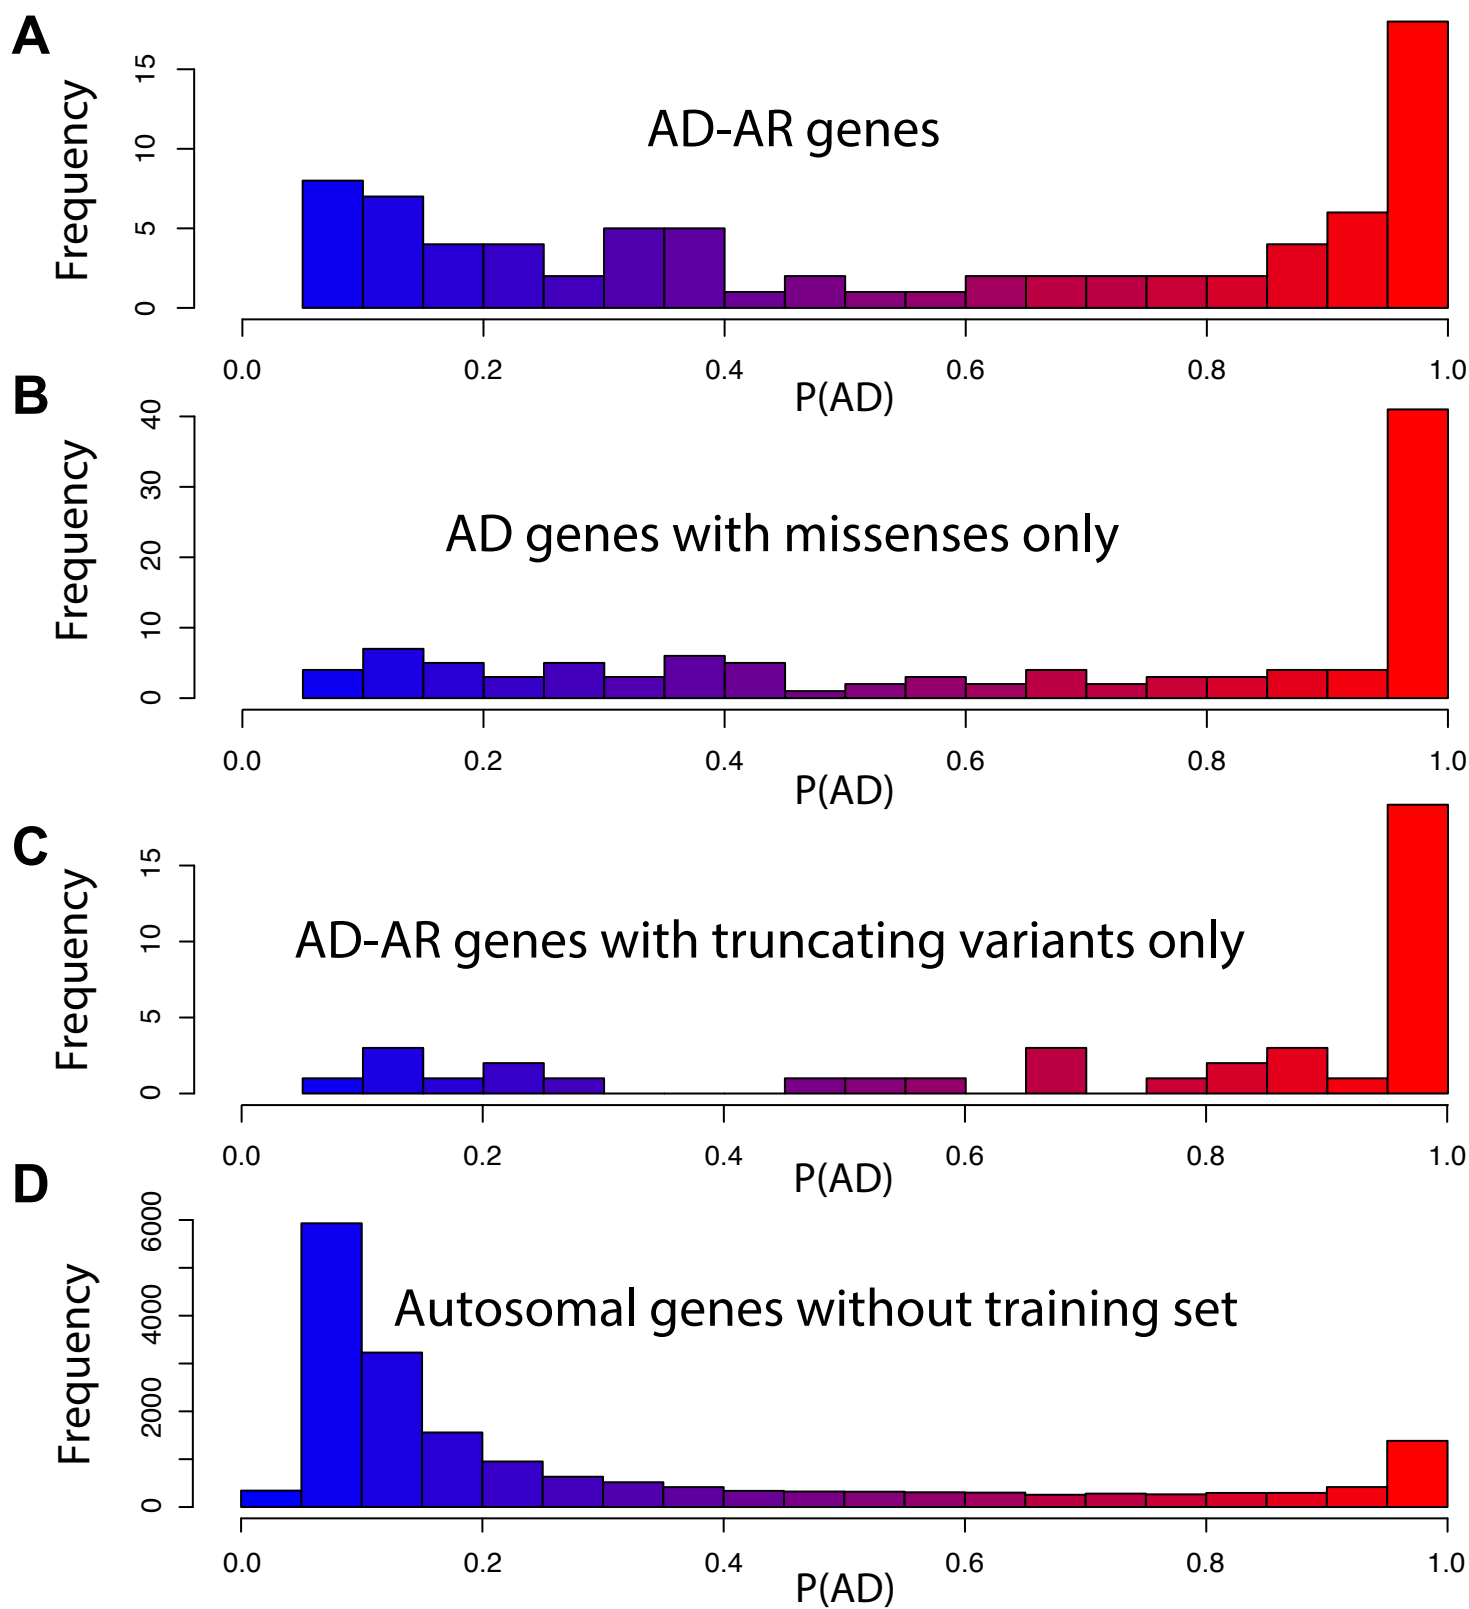 A
Frequency
15
10
5
0
AD-AR genes
0.0 0.2 0.4 0.6 0.8 1.0
P(AD)
B
Frequency
40
30
20
10
0
AD genes with missenses only
0.0 0.2 0.4 0.6 0.8 1.0
P(AD)
C
Frequency
15
10
5
0
AD-AR genes with truncating variants only
0.0 0.2 0.4 0.6 0.8 1.0
P(AD)
D
Frequency
6000
4000
2000
0
Autosomal genes without training set
0.0 0.2 0.4 0.6 0.8 1.0
P(AD)